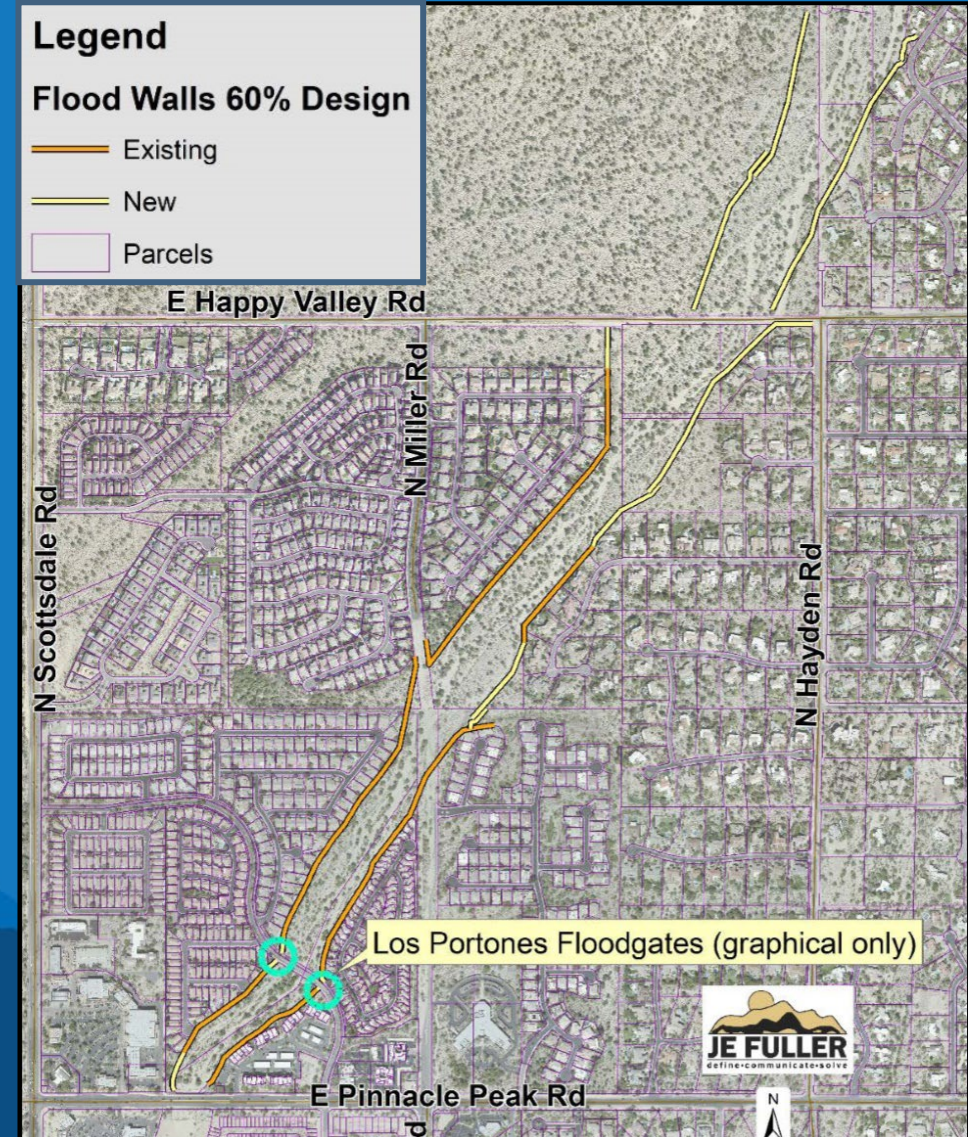 Legend
Flood Walls 60% Design
Existing
New
Parcels
E Happy Valley Rd
N Miller Rd
N Scottsdale Rd
N Hayden Rd
Los Portones Floodgates (graphical only)
JE FULLER
define•communicate•solve
E Pinnacle Peak Rd
N
d